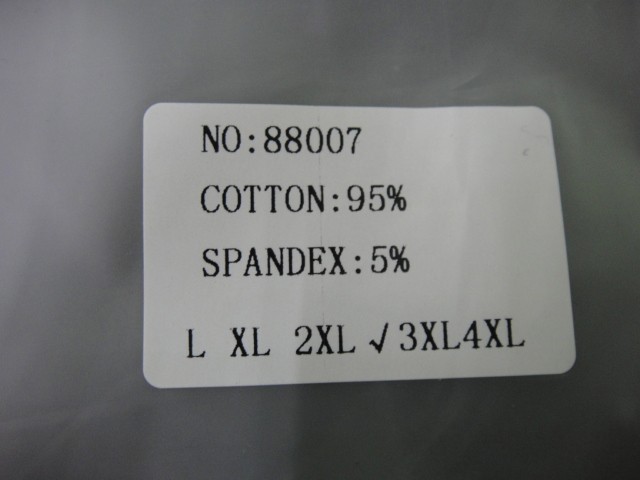 NO:88007
COTTON:95%
SPANDEX:5%
L XL 2XL √ 3XL4XL